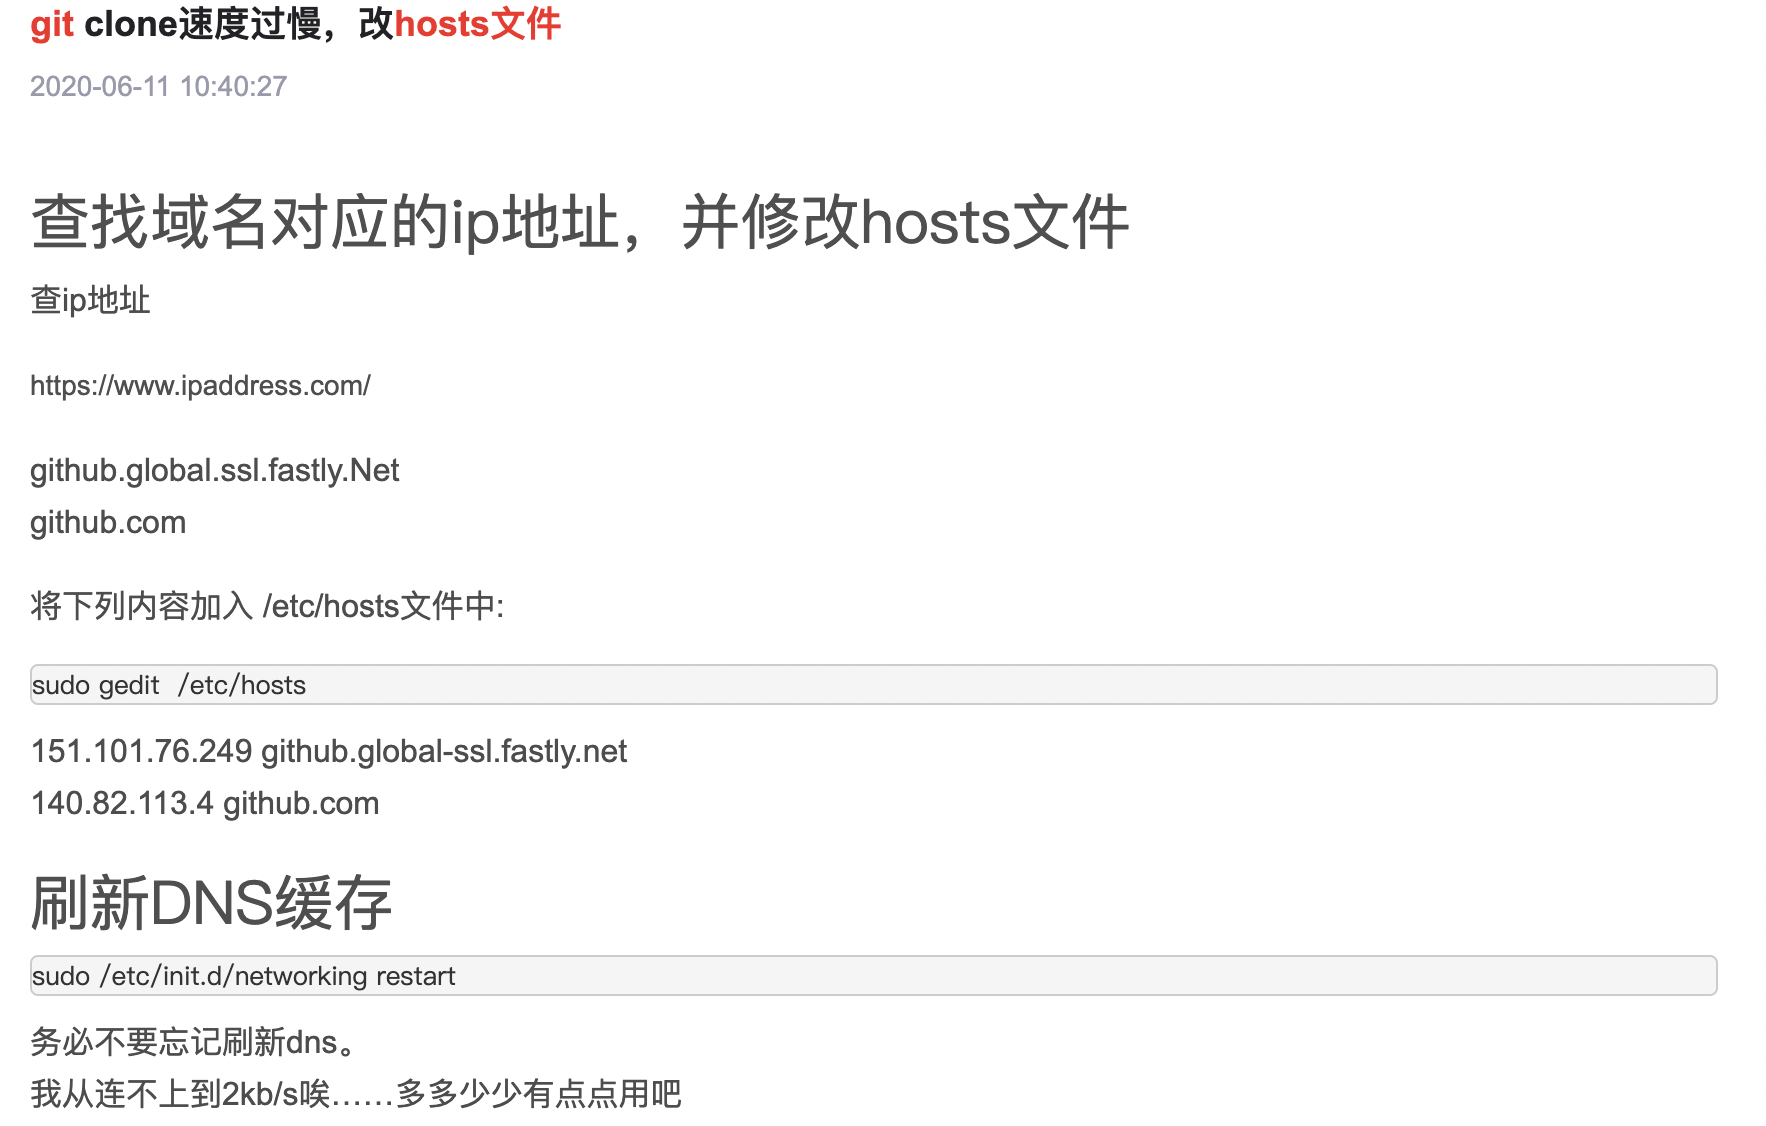 git clone速度过慢，改hosts文件
2020-06-11 10:40:27
查找域名对应的ip地址，并修改hosts文件
查ip地址
https://www.ipaddress.com/
github.global.ssl.fastly.Net
github.com
将下列内容加入 /etc/hosts文件中:
sudo gedit  /etc/hosts
151.101.76.249 github.global-ssl.fastly.net
140.82.113.4 github.com
刷新DNS缓存
sudo /etc/init.d/networking restart
务必不要忘记刷新dns。
我从连不上到2kb/s唉……多多少少有点点用吧